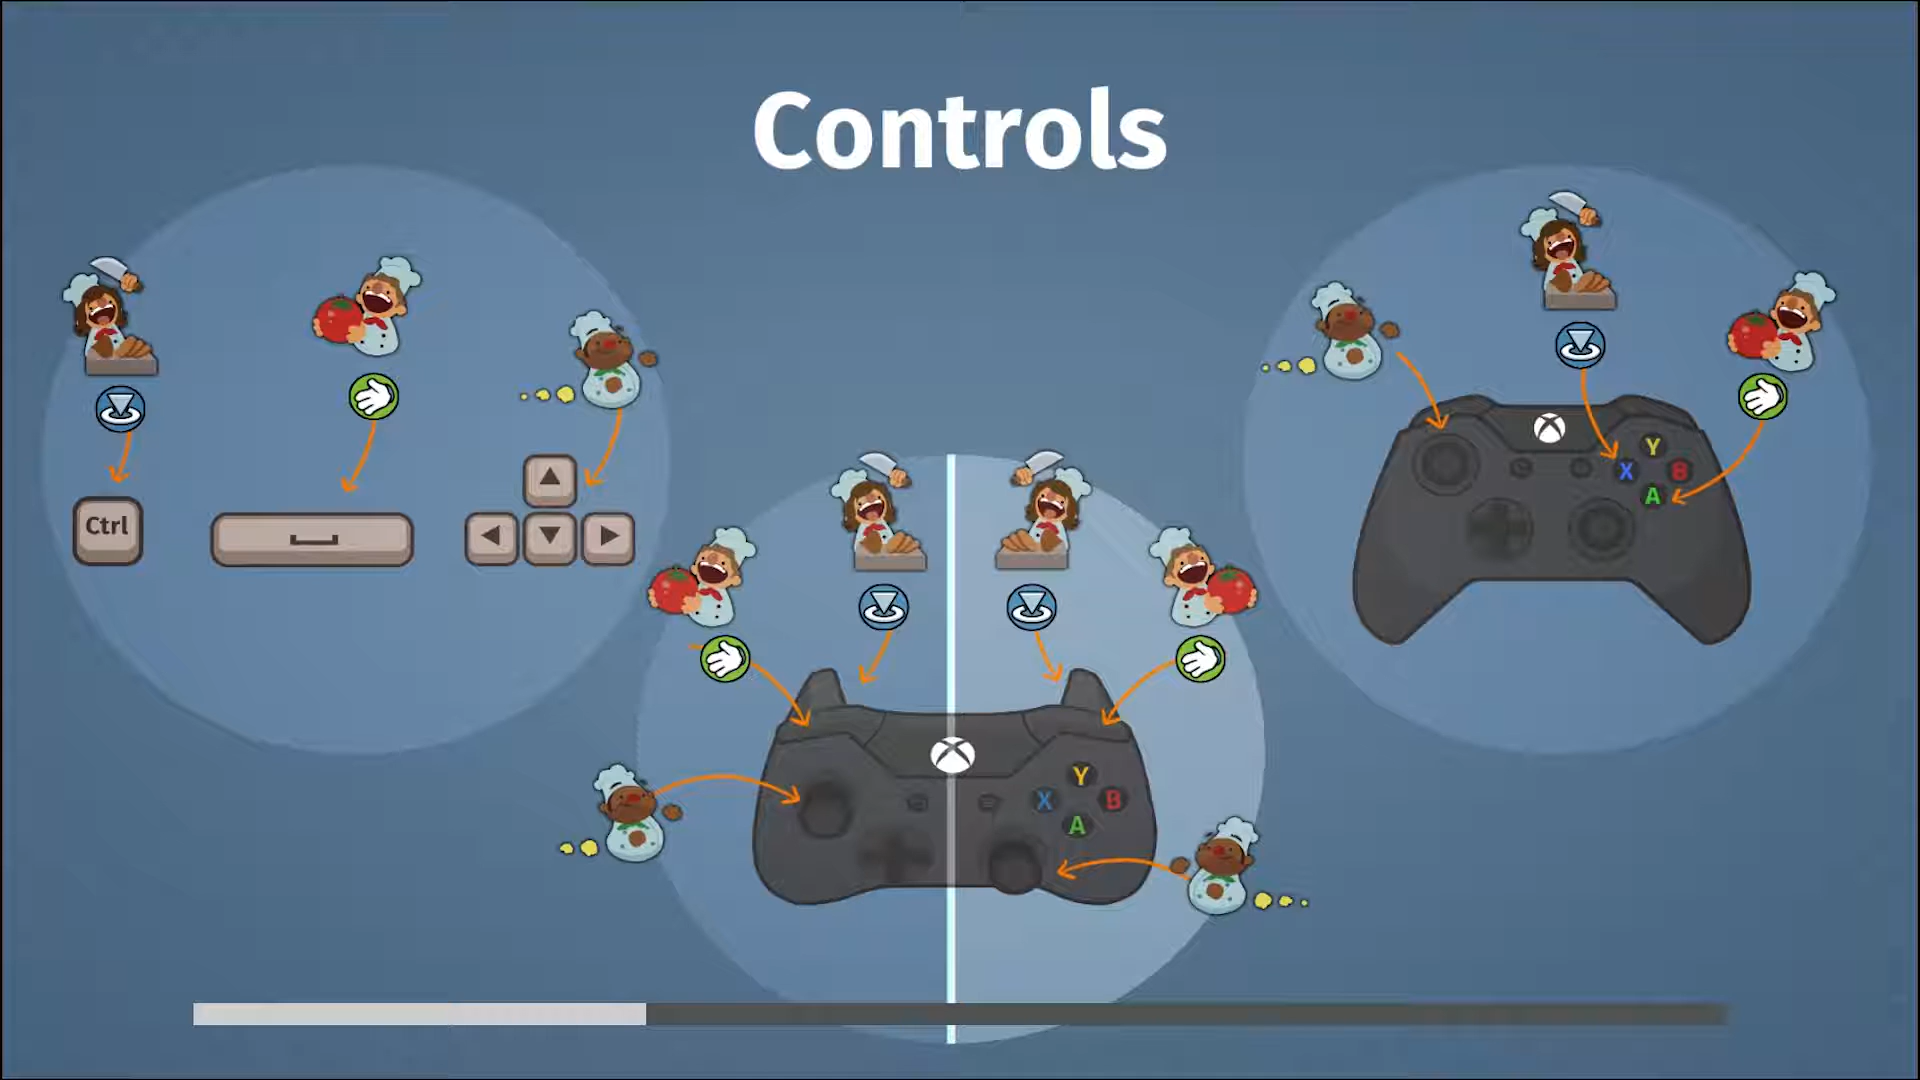 Controls
Ctrl
Y
X B
A
Y
X B
A